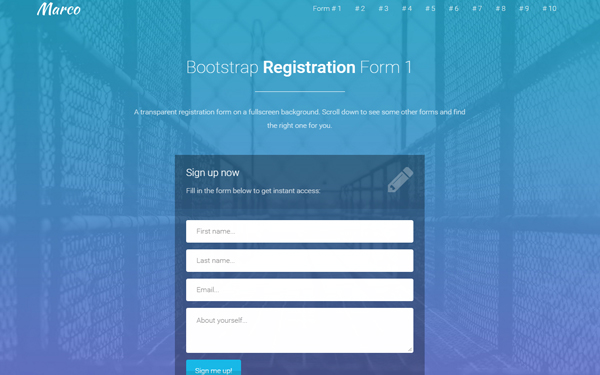 Marco
Form # 1 # 2 # 3 # 4 # 5 # 6 # 7 # 8 # 9 # 10
Bootstrap Registration Form 1
A transparent registration form on a fullscreen background. Scroll down to see some other forms and find
the right one for you.
Sign up now
Fill in the form below to get instant access:
First name...
Last name...
Email...
About yourself...
Sign me up!